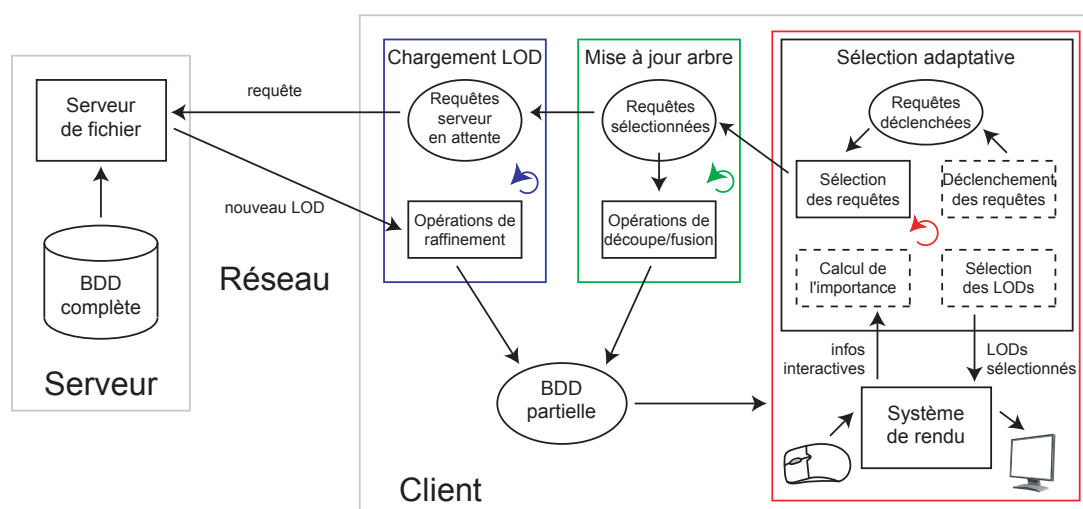 Serveur
de fichier
BDD
complète
Serveur
requête
nouveau LOD
Réseau
Chargement LOD
Requêtes
serveur
en attente
Opérations de
raffinement
Mise à jour arbre
Requêtes
sélectionnées
Opérations de
découpe/fusion
BDD
partielle
Client
Sélection adaptative
Requêtes
déclenchées
Sélection
des requêtes
Déclenchement
des requêtes
Calcul de
l'importance
Sélection
des LODs
infos
interactives
LODs
sélectionnés
Système
de rendu